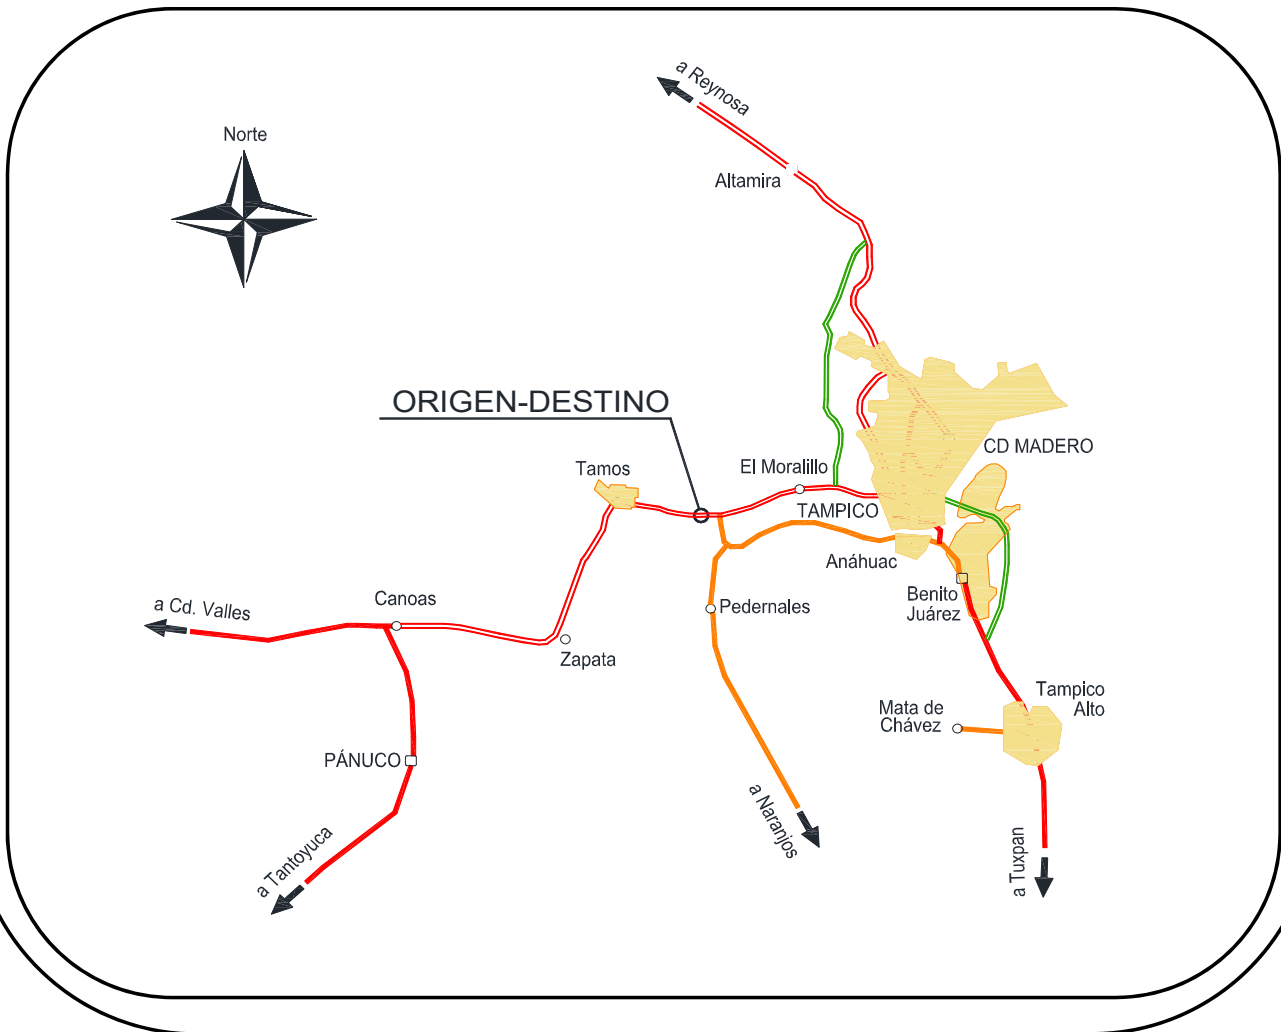 a Reynosa
Norte
Altamira
ORIGEN-DESTINO
CD MADERO
El Moralillo
Tamos
TAMPICO
Anáhuac
Benito
Juárez
Canoas
a Cd. Valles
Pedernales
Zapata
Tampico
Alto
Mata de
Chávez
PÁNUCO
a Naranjos
a Tantoyuca
a Tuxpan